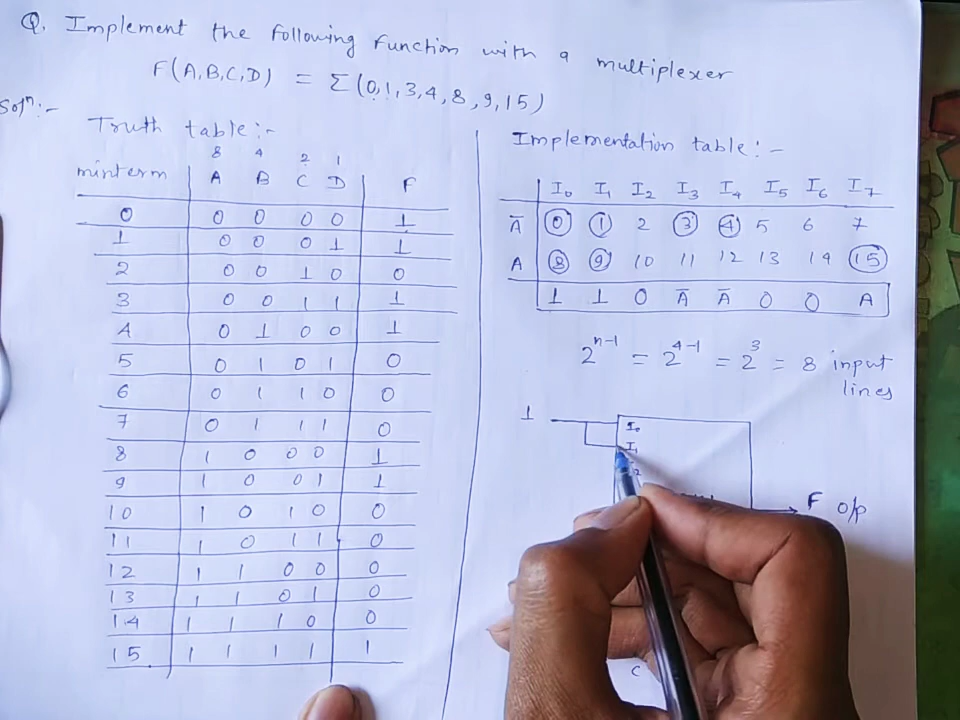 Q. Implement the following function with a multiplexer
F(A,B,C,D) = Σ(0,1,3,4,8,9,15)
Solⁿ:-
Truth table:-
8 4 2 1
minterm A B C D F
0 0 0 0 0 1
1 0 0 0 1 1
2 0 0 1 0 0
3 0 0 1 1 1
4 0 1 0 0 1
5 0 1 0 1 0
6 0 1 1 0 0
7 0 1 1 1 0
8 1 0 0 0 1
9 1 0 0 1 1
10 1 0 1 0 0
11 1 0 1 1 0
12 1 1 0 0 0
13 1 1 0 1 0
14 1 1 1 0 0
15 1 1 1 1 1
Implementation table:-
I₀ I₁ I₂ I₃ I₄ I₅ I₆ I₇
Ā 0 1 2 3 4 5 6 7
A 8 9 10 11 12 13 14 15
1 1 0 Ā Ā 0 0 A
2ⁿ⁻¹ = 2⁴⁻¹ = 2³ = 8 input
lines
1
I₀
I₁
F o/p
C